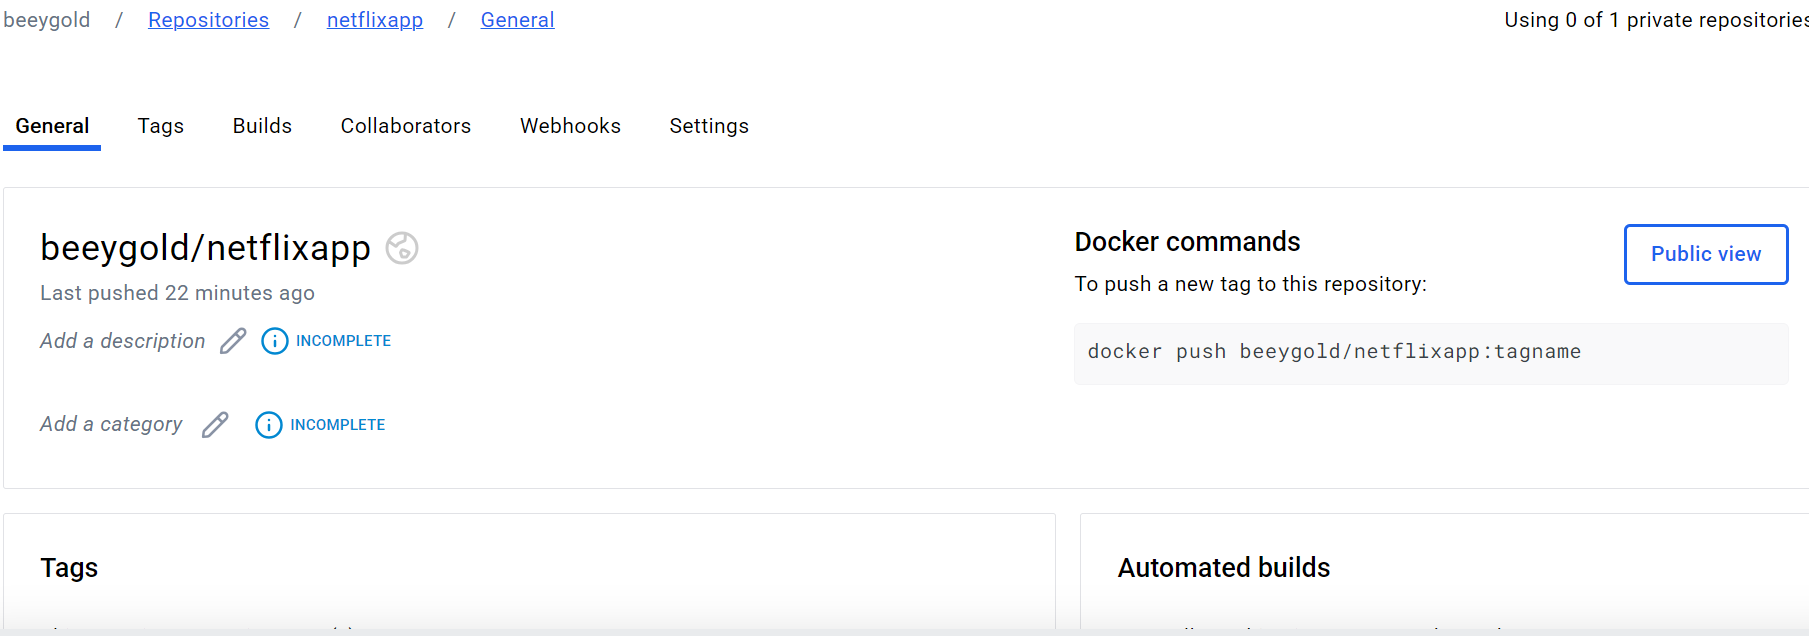 beeygold / Repositories / netflixapp / General
Using 0 of 1 private repositories
General Tags Builds Collaborators Webhooks Settings
beeygold/netflixapp
Last pushed 22 minutes ago
Add a description INCOMPLETE
Add a category INCOMPLETE
Docker commands
Public view
To push a new tag to this repository:
docker push beeygold/netflixapp:tagname
Tags
Automated builds